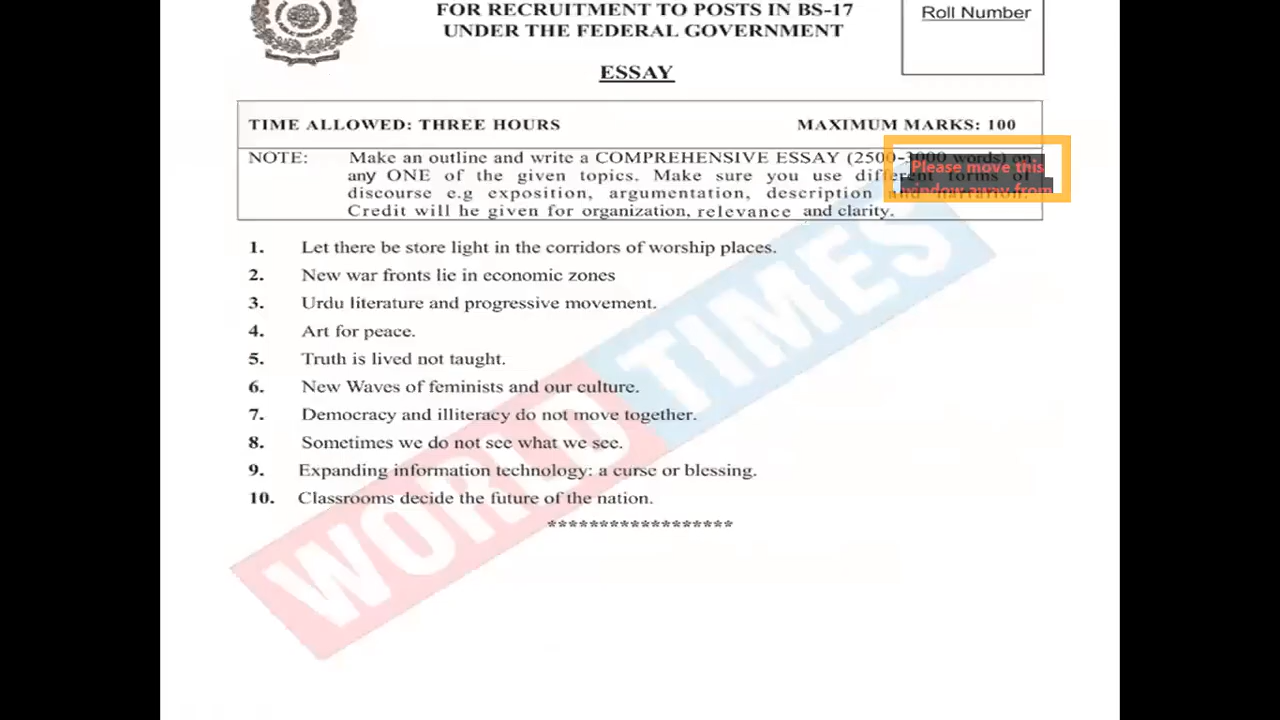 FOR RECRUITMENT TO POSTS IN BS-17
UNDER THE FEDERAL GOVERNMENT
Roll Number
ESSAY
TIME ALLOWED: THREE HOURS MAXIMUM MARKS: 100
NOTE: Make an outline and write a COMPREHENSIVE ESSAY (2500-3000 words) on
any ONE of the given topics. Make sure you use different forms of
discourse e.g exposition, argumentation, description and narration.
Credit will be given for organization, relevance and clarity.
Please move this
window away from
1. Let there be store light in the corridors of worship places.
2. New war fronts lie in economic zones
3. Urdu literature and progressive movement.
4. Art for peace.
5. Truth is lived not taught.
6. New Waves of feminists and our culture.
7. Democracy and illiteracy do not move together.
8. Sometimes we do not see what we see.
9. Expanding information technology: a curse or blessing.
10. Classrooms decide the future of the nation.
******************
WORLD TIMES